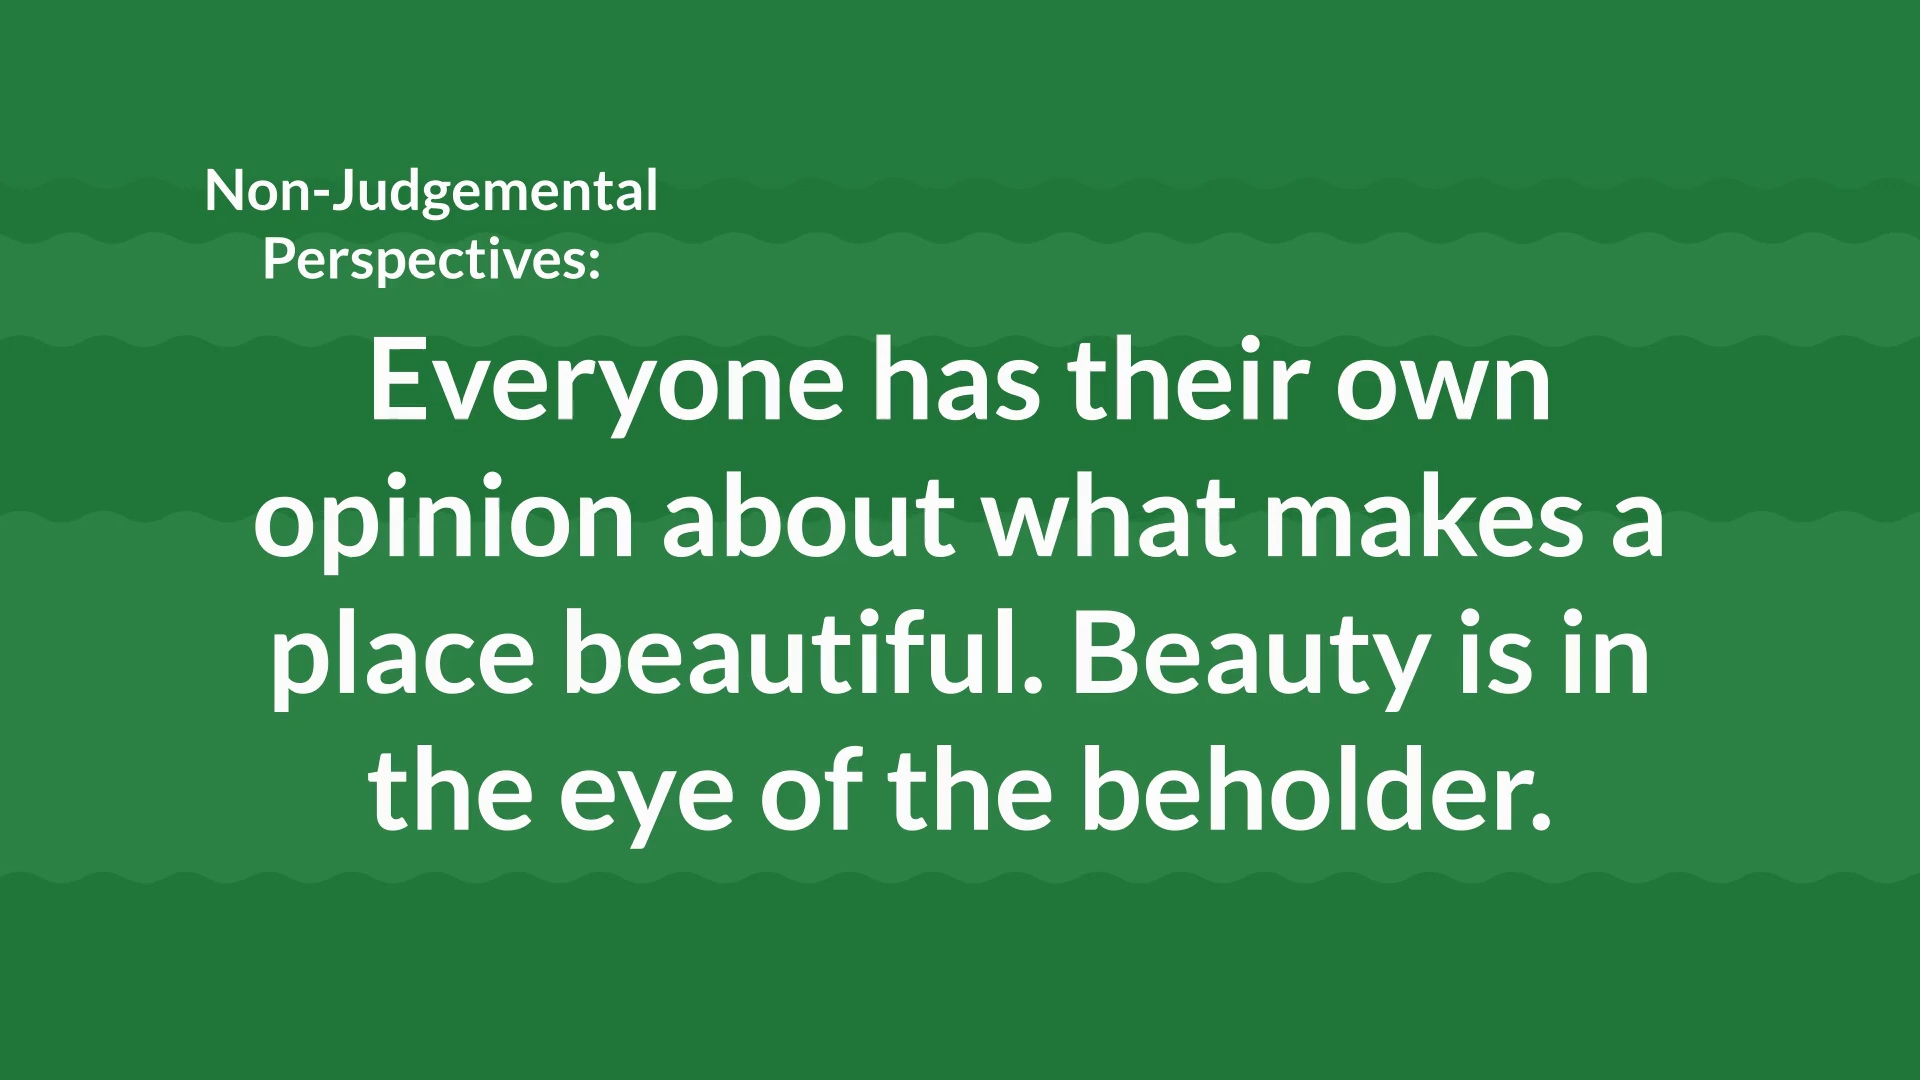 Non-Judgemental
Perspectives:
Everyone has their own
opinion about what makes a
place beautiful. Beauty is in
the eye of the beholder.